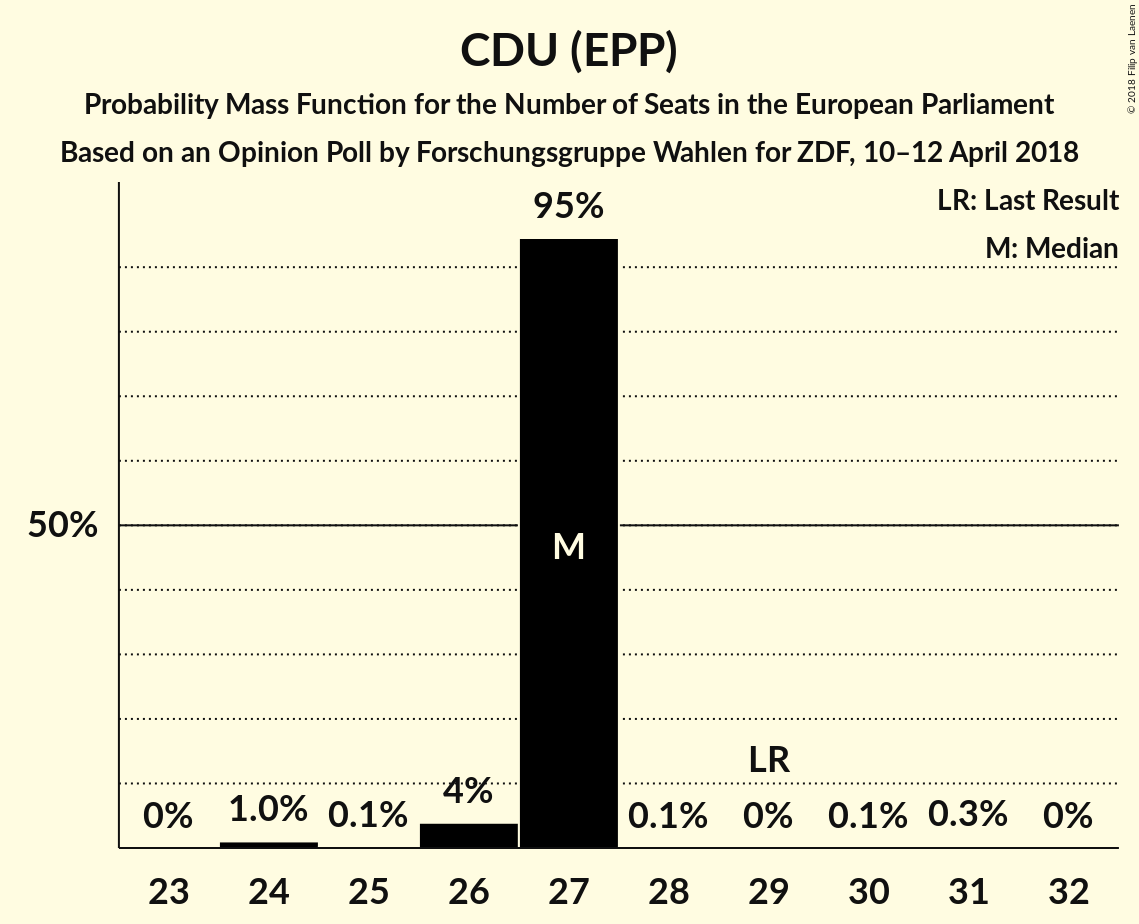 CDU (EPP)
Probability Mass Function for the Number of Seats in the European Parliament
Based on an Opinion Poll by Forschungsgruppe Wahlen for ZDF, 10–12 April 2018
© 2018 Filip van Laenen
LR: Last Result
M: Median
95%
50%
M
LR
0%
1.0%
0.1%
4%
0.1%
0%
0.1%
0.3%
0%
23 24 25 26 27 28 29 30 31 32